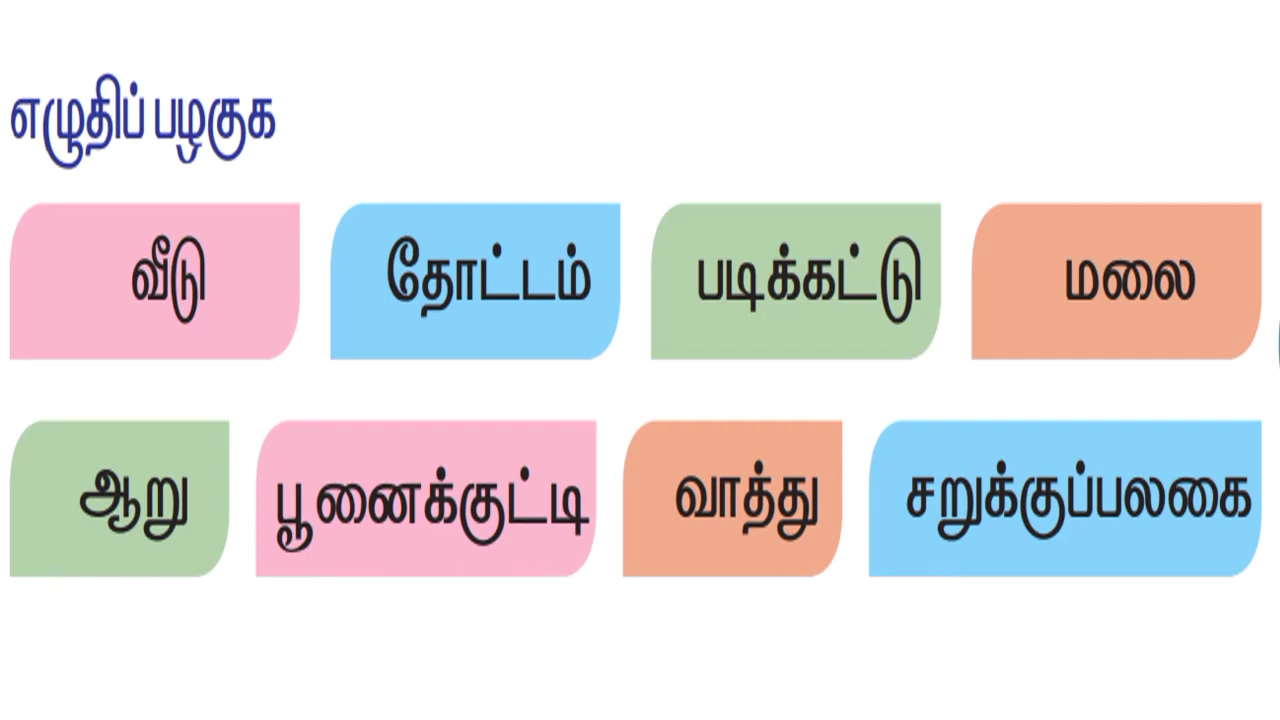 எழுதிப் பழகுக
வீடு தோட்டம் படிக்கட்டு மலை
ஆறு பூனைக்குட்டி வாத்து சறுக்குப்பலகை